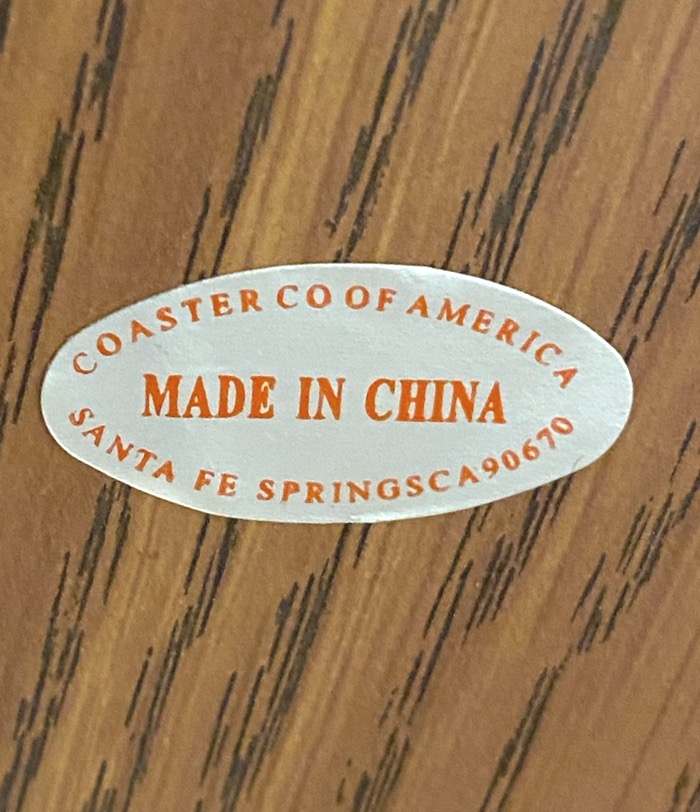 COASTER CO OF AMERICA
MADE IN CHINA
SANTA FE SPRINGSCA90670